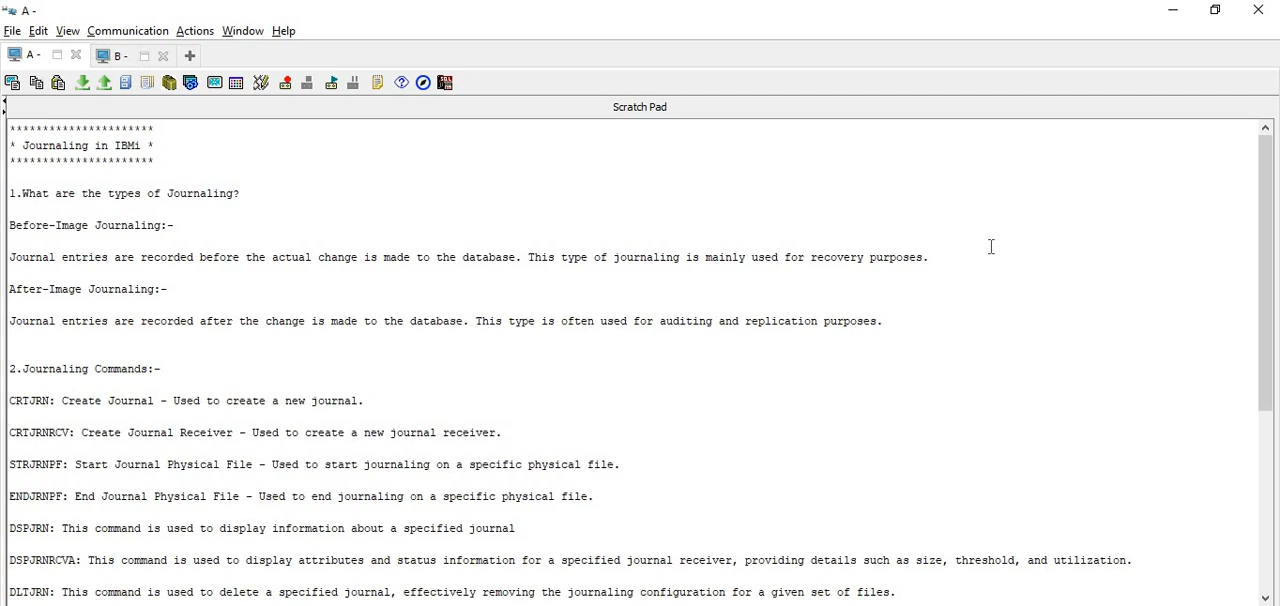 A -
File Edit View Communication Actions Window Help
A - B -
Scratch Pad
**********************
* Journaling in IBMi *
**********************
1.What are the types of Journaling?
Before-Image Journaling:-
Journal entries are recorded before the actual change is made to the database. This type of journaling is mainly used for recovery purposes.
After-Image Journaling:-
Journal entries are recorded after the change is made to the database. This type is often used for auditing and replication purposes.
2.Journaling Commands:-
CRTJRN: Create Journal - Used to create a new journal.
CRTJRNRCV: Create Journal Receiver - Used to create a new journal receiver.
STRJRNPF: Start Journal Physical File - Used to start journaling on a specific physical file.
ENDJRNPF: End Journal Physical File - Used to end journaling on a specific physical file.
DSPJRN: This command is used to display information about a specified journal
DSPJRNRCVA: This command is used to display attributes and status information for a specified journal receiver, providing details such as size, threshold, and utilization.
DLTJRN: This command is used to delete a specified journal, effectively removing the journaling configuration for a given set of files.